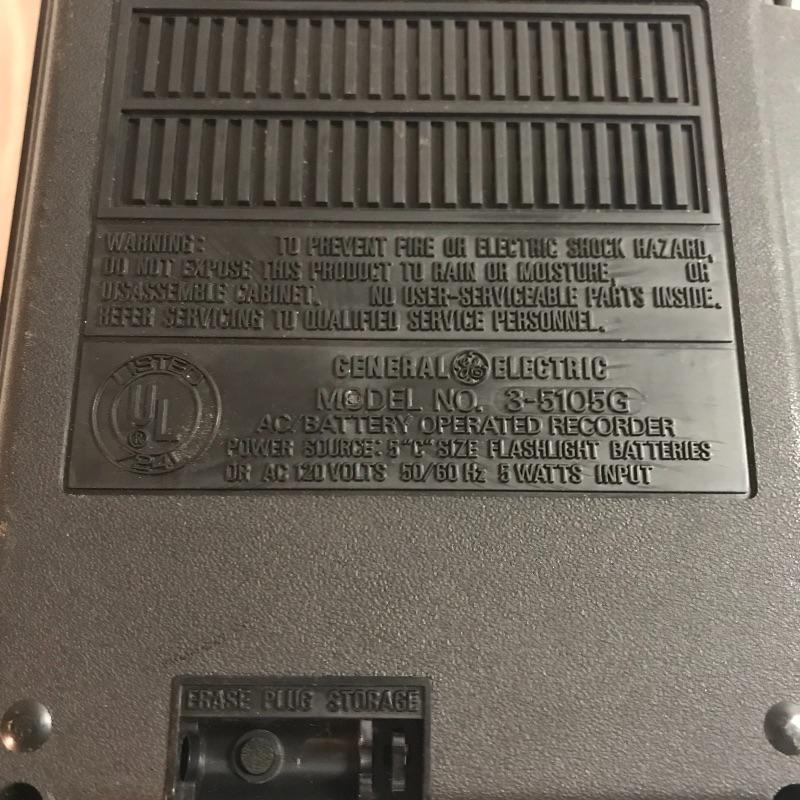 WARNING: TO PREVENT FIRE OR ELECTRIC SHOCK HAZARD,
DO NOT EXPOSE THIS PRODUCT TO RAIN OR MOISTURE, OR
DISASSEMBLE CABINET. NO USER-SERVICEABLE PARTS INSIDE.
REFER SERVICING TO QUALIFIED SERVICE PERSONNEL.
LISTED
UL
®
924
GENERAL GE ELECTRIC
MODEL NO. 3-5105G
AC/BATTERY OPERATED RECORDER
POWER SOURCE: 5 "C" SIZE FLASHLIGHT BATTERIES
OR AC 120 VOLTS 50/60 Hz 5 WATTS INPUT
ERASE PLUG STORAGE